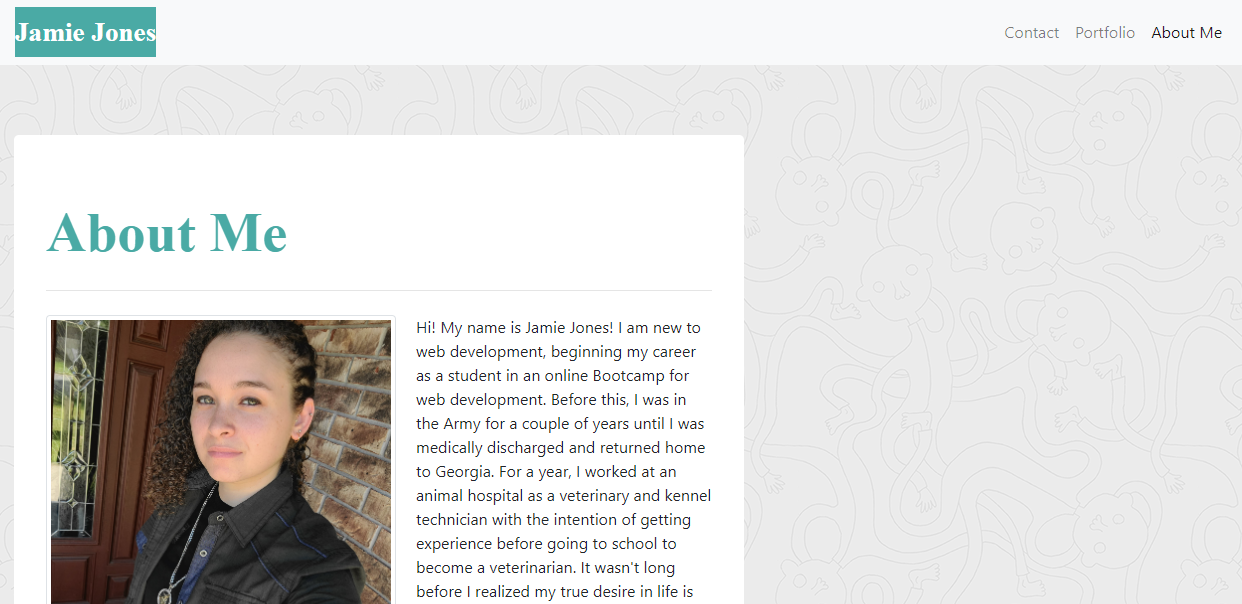 Jamie Jones
Contact Portfolio About Me
About Me
Hi! My name is Jamie Jones! I am new to
web development, beginning my career
as a student in an online Bootcamp for
web development. Before this, I was in
the Army for a couple of years until I was
medically discharged and returned home
to Georgia. For a year, I worked at an
animal hospital as a veterinary and kennel
technician with the intention of getting
experience before going to school to
become a veterinarian. It wasn't long
before I realized my true desire in life is